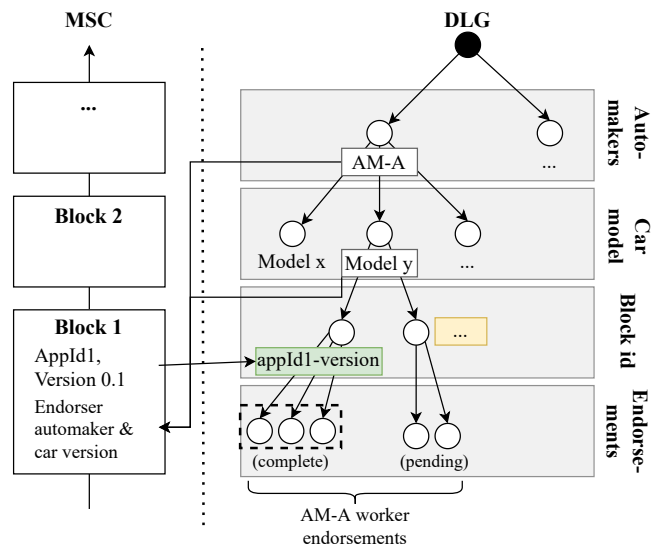 MSC
DLG
...
Block 2
Block 1
AppId1,
Version 0.1
Endorser
automaker &
car version
AM-A
...
Auto-
makers
Model x
Model y
...
Car
model
appId1-version
...
Block id
(complete)
(pending)
Endorse-
ments
AM-A worker
endorsements